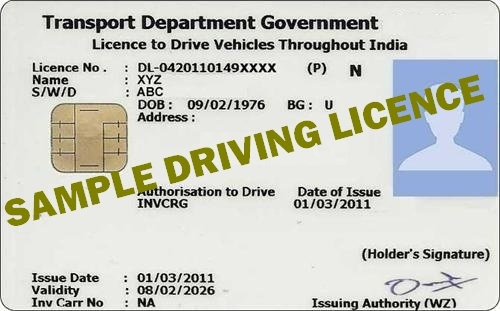 Transport Department Government
Licence to Drive Vehicles Throughout India
Licence No. : DL-0420110149XXXX (P) N
Name : XYZ
S/W/D : ABC
DOB : 09/02/1976 BG : U
Address :
SAMPLE DRIVING LICENCE
Authorisation to Drive Date of Issue
INVCRG 01/03/2011
(Holder's Signature)
Issue Date : 01/03/2011
Validity : 08/02/2026
Inv Carr No : NA Issuing Authority (WZ)